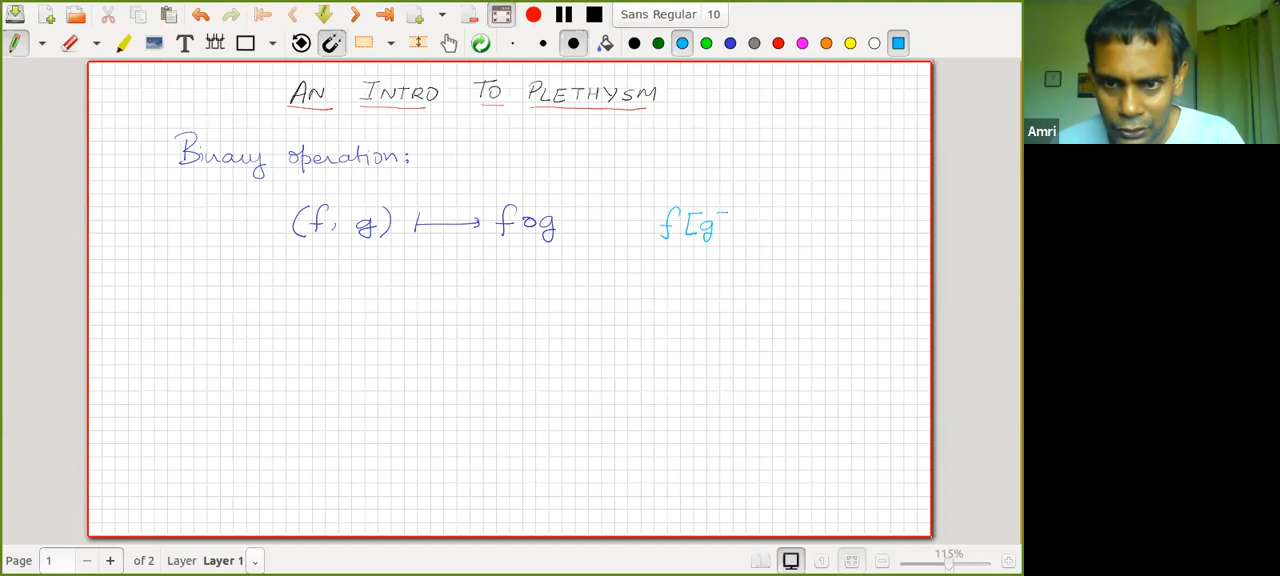 Sans Regular 10
AN INTRO TO PLETHYSM
Amri
Binary operation:
(f, g) ⟼ f∘g f[g
Page 1 of 2 Layer Layer 1 115%